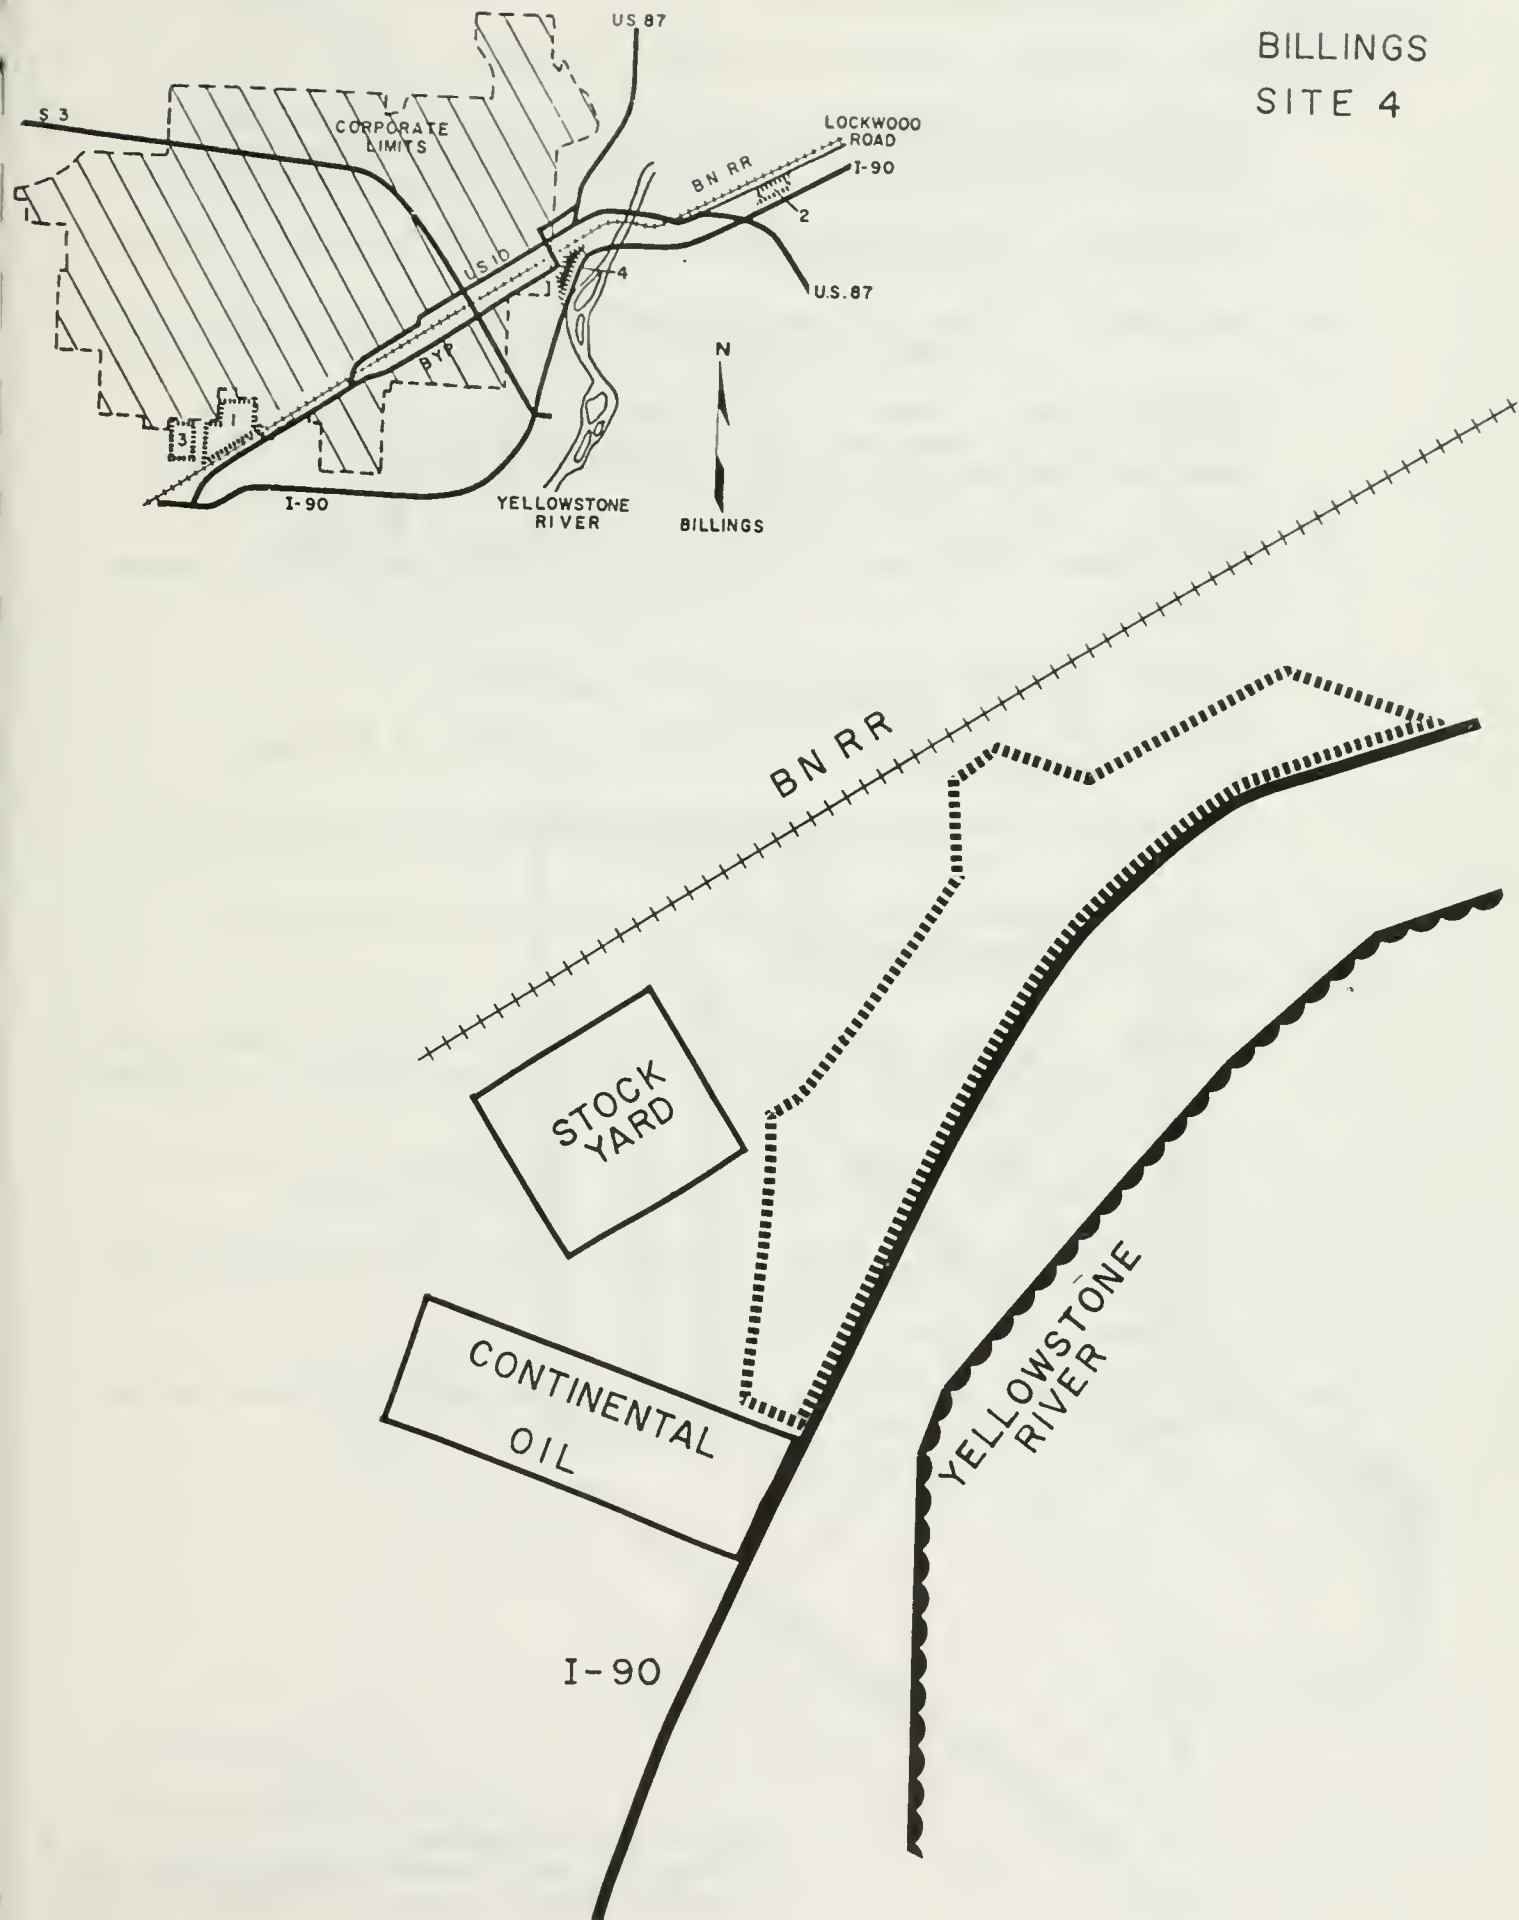 BILLINGS
SITE 4
US 87
S 3
CORPORATE
LIMITS
LOCKWOOD
ROAD
BN RR
I-90
2
US 10
4
U.S. 87
BYP
N
1
3
I-90
YELLOWSTONE
RIVER
BILLINGS
BN RR
STOCK
YARD
CONTINENTAL
OIL
YELLOWSTONE
RIVER
I-90